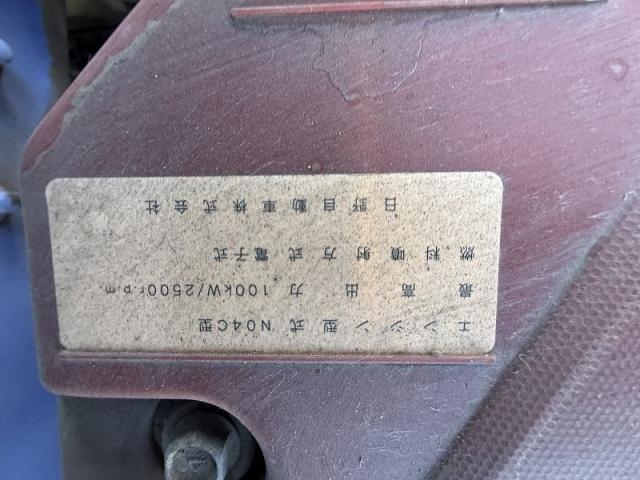 エンジン型式 N04C型
最高出力 100kW/2500r.p.m.
燃料噴射方式 電子式
日野自動車株式会社